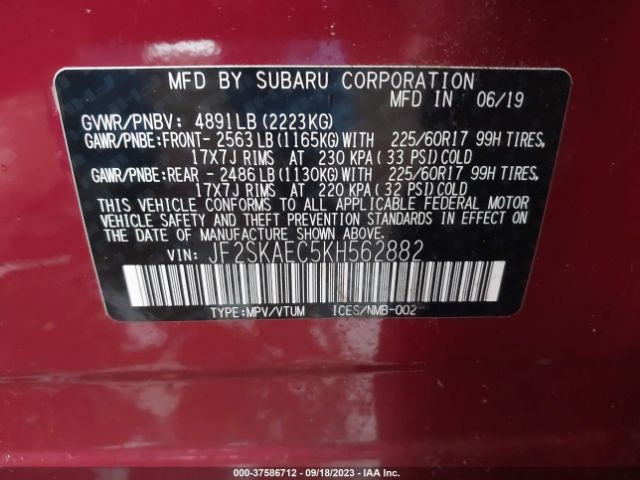 MFD BY SUBARU CORPORATION
MFD IN 06/19
GVWR/PNBV: 4891LB(2223KG)
GAWR/PNBE:FRONT- 2563LB(1165KG)WITH 225/60R17 99H TIRES,
17X7J RIMS AT 230 KPA(33 PSI)COLD
GAWR/PNBE:REAR - 2486LB(1130KG)WITH 225/60R17 99H TIRES,
17X7J RIMS AT 220 KPA(32 PSI)COLD
THIS VEHICLE CONFORMS TO ALL APPLICABLE FEDERAL MOTOR
VEHICLE SAFETY AND THEFT PREVENTION STANDARDS IN EFFECT ON
THE DATE OF MANUFACTURE SHOWN ABOVE.
VIN: JF2SKAEC5KH562882
TYPE:MPV/VTUM ICES/NMB-002
000-37586712 - 09/18/2023 - IAA Inc.